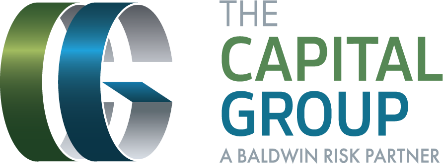 THE
CAPITAL
GROUP
A BALDWIN RISK PARTNER